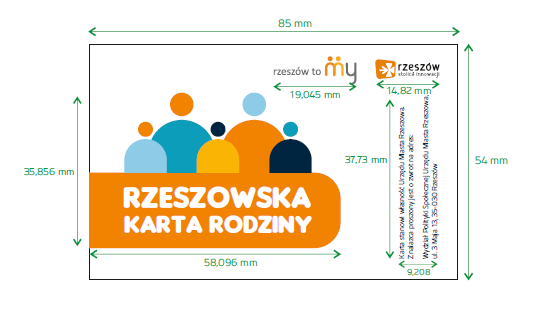 85 mm
rzeszów to my
rzeszów
stolica innowacji
19,045 mm
14,82 mm
35,856 mm
37,73 mm
54 mm
RZESZOWSKA
KARTA RODZINY
Karta stanowi własność Urzędu Miasta Rzeszowa.
Znalazca proszony jest o zwrot na adres:
Wydział Polityki Społecznej Urzędu Miasta Rzeszowa,
ul. 3 Maja 13, 35-030 Rzeszów
58,096 mm
9,208